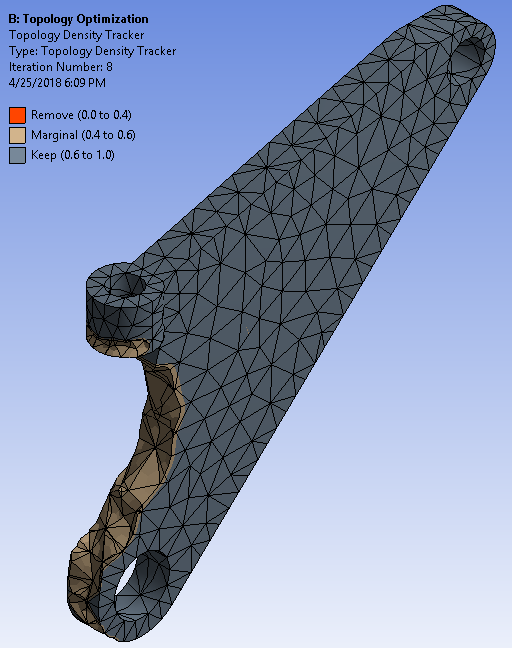 B: Topology Optimization
Topology Density Tracker
Type: Topology Density Tracker
Iteration Number: 8
4/25/2018 6:09 PM
Remove (0.0 to 0.4)
Marginal (0.4 to 0.6)
Keep (0.6 to 1.0)